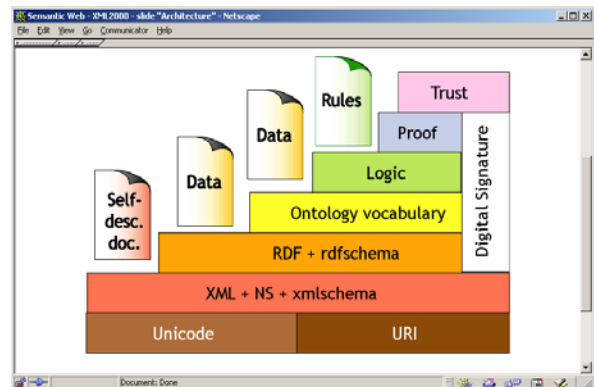 Semantic Web - XML2000 - slide "Architecture" - Netscape
File Edit View Go Communicator Help
Rules
Trust
Data
Proof
Data
Logic
Self-
desc.
doc.
Ontology vocabulary
Digital Signature
RDF + rdfschema
XML + NS + xmlschema
Unicode
URI
Document: Done